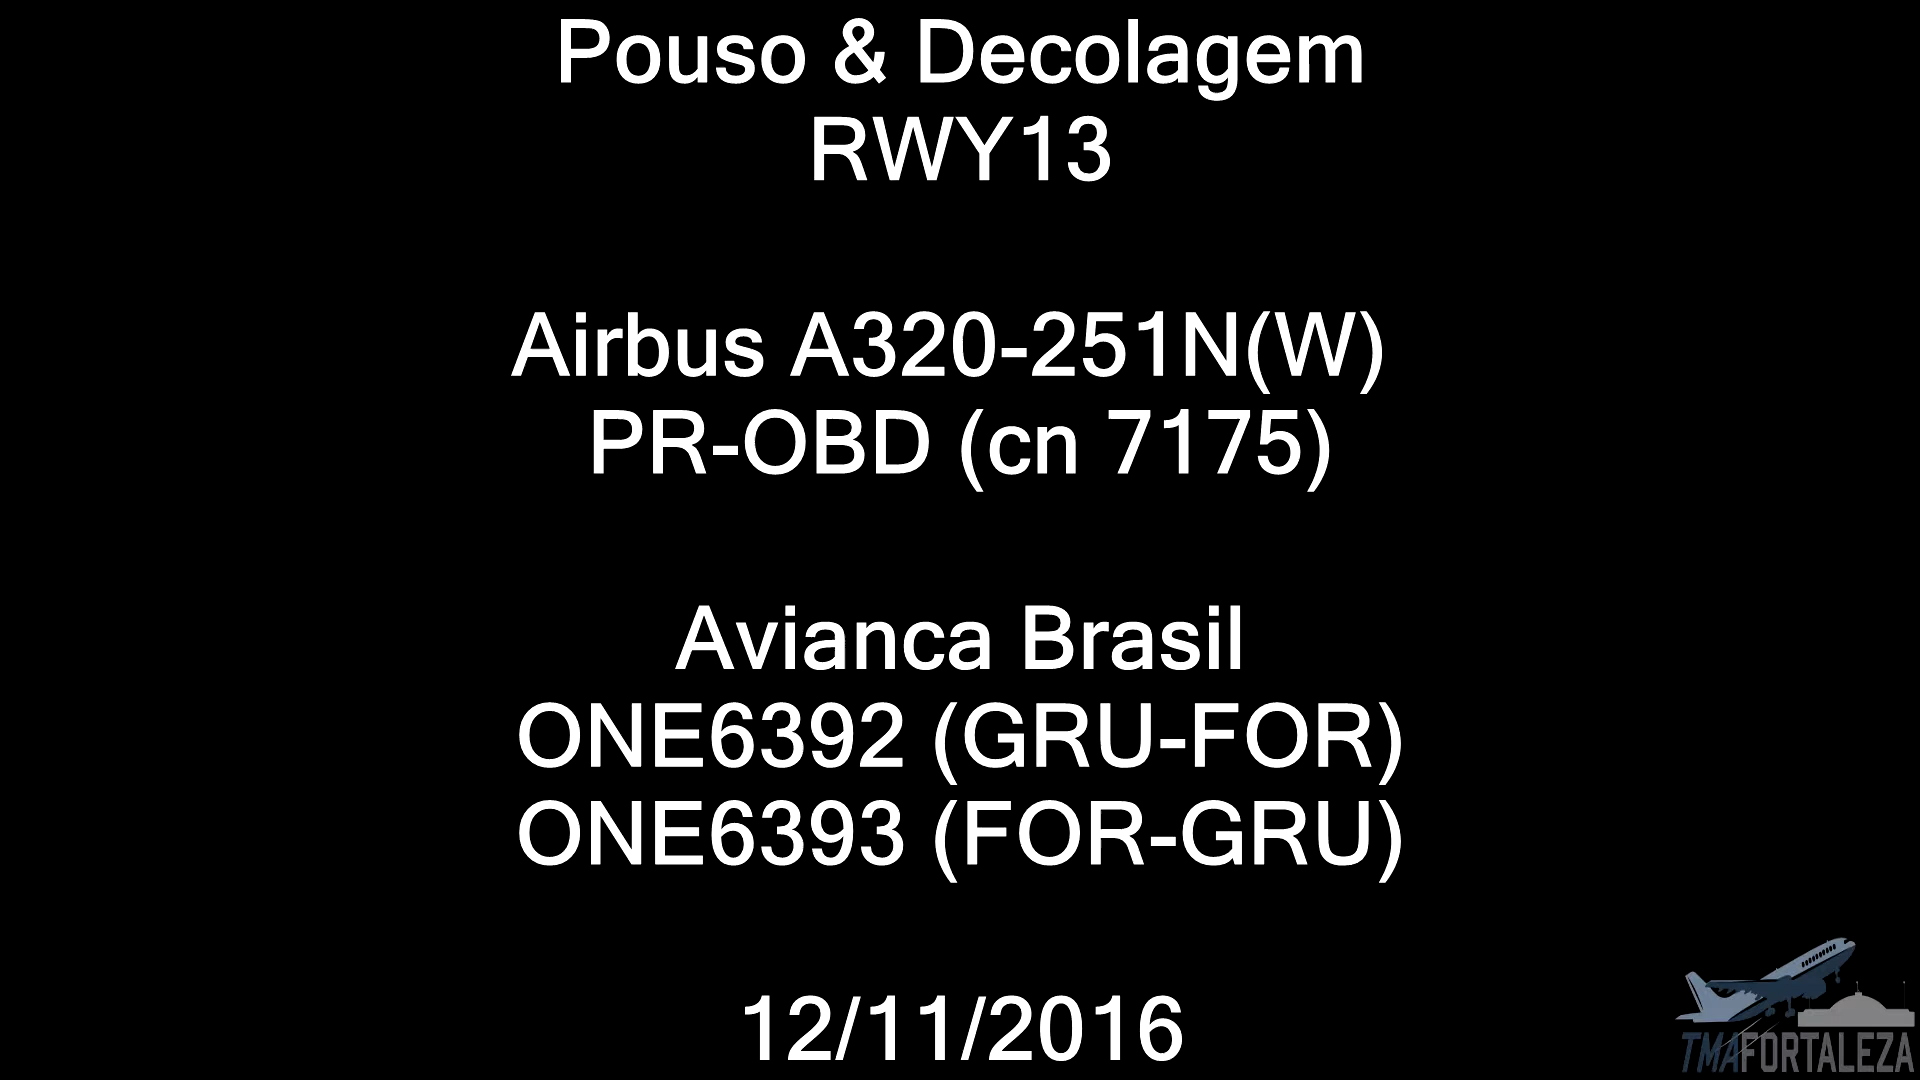 Pouso & Decolagem
RWY13
Airbus A320-251N(W)
PR-OBD (cn 7175)
Avianca Brasil
ONE6392 (GRU-FOR)
ONE6393 (FOR-GRU)
12/11/2016
TMAFORTALEZA